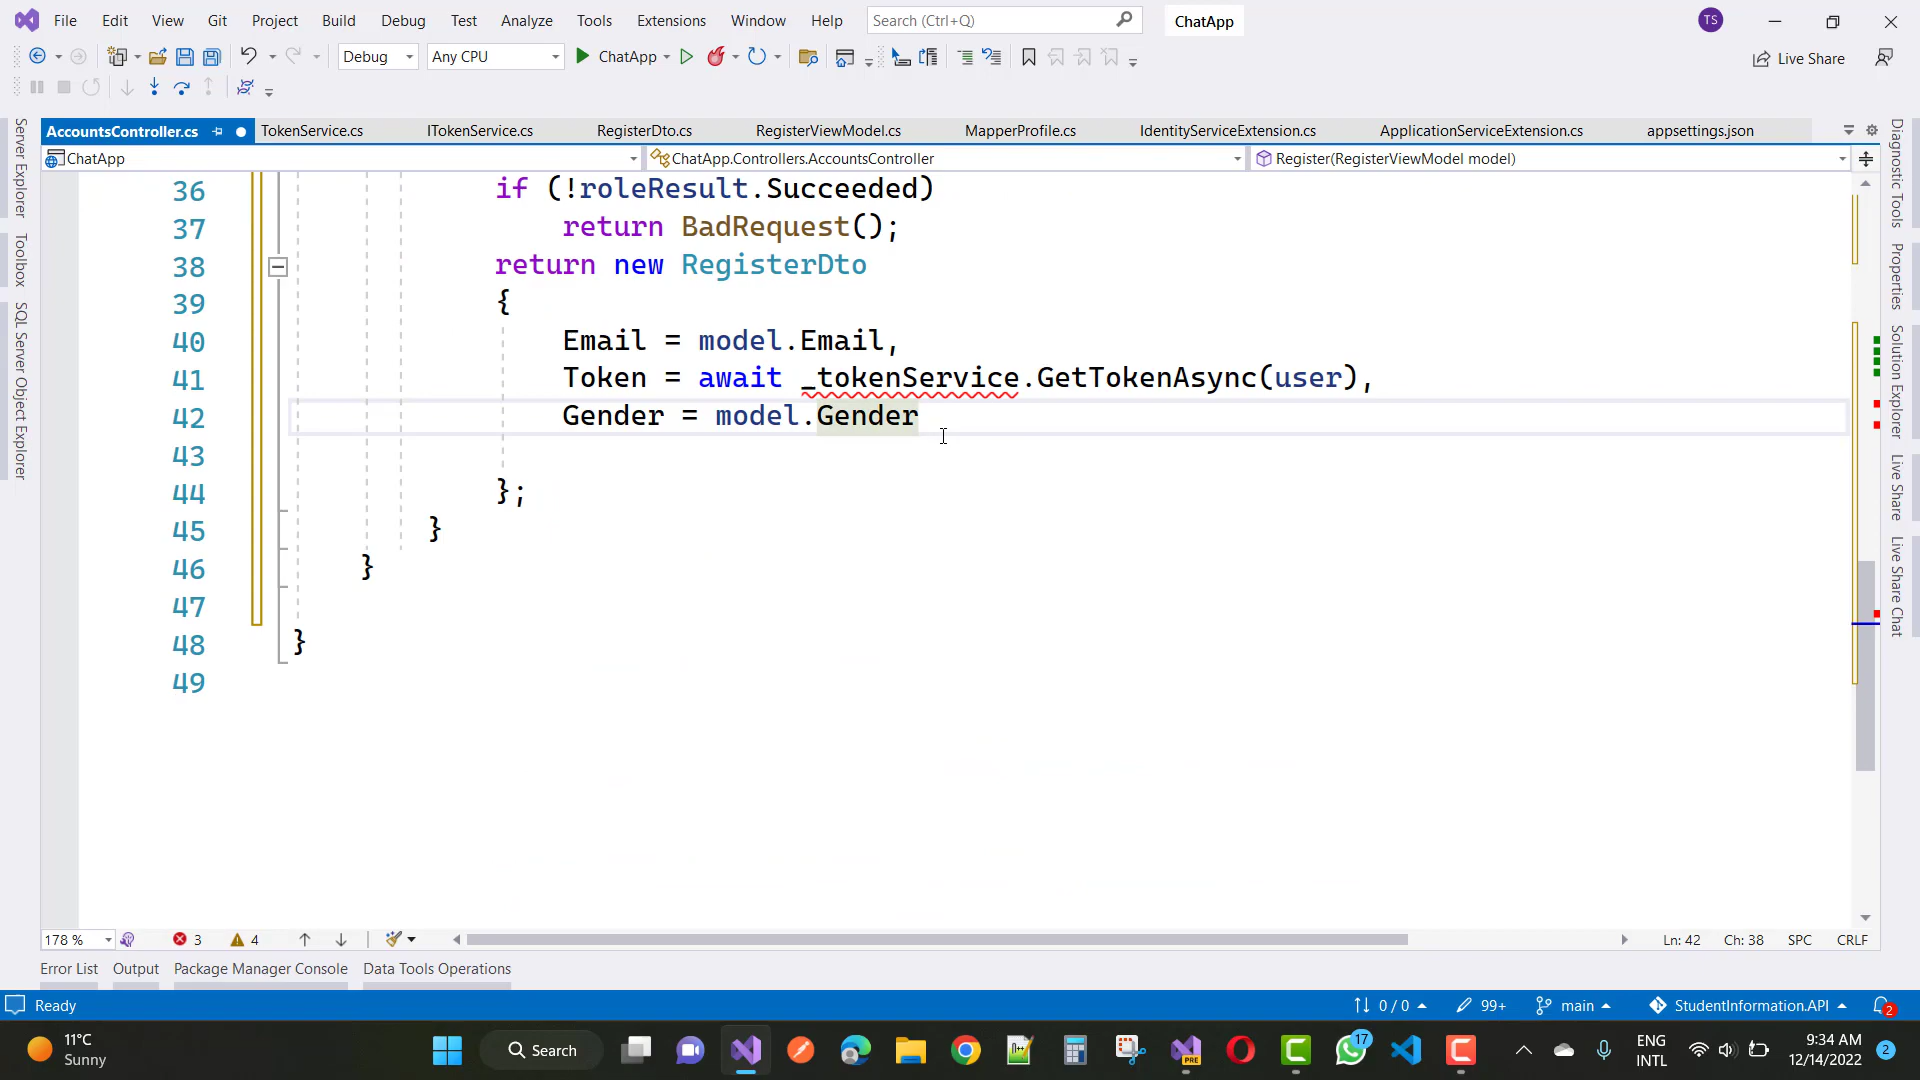 File Edit View Git Project Build Debug Test Analyze Tools Extensions Window Help Search (Ctrl+Q) ChatApp TS
Debug Any CPU ChatApp Live Share
AccountsController.cs TokenService.cs ITokenService.cs RegisterDto.cs RegisterViewModel.cs MapperProfile.cs IdentityServiceExtension.cs ApplicationServiceExtension.cs appsettings.json
ChatApp ChatApp.Controllers.AccountsController Register(RegisterViewModel model)
Server Explorer
Toolbox
SQL Server Object Explorer
36 if (!roleResult.Succeeded)
37 return BadRequest();
38 return new RegisterDto
39 {
40 Email = model.Email,
41 Token = await _tokenService.GetTokenAsync(user),
42 Gender = model.Gender
43
44 };
45 }
46 }
47
48 }
49
Diagnostic Tools
Properties
Solution Explorer
Live Share
Live Share Chat
178 % 3 4 Ln: 42 Ch: 38 SPC CRLF
Error List Output Package Manager Console Data Tools Operations
Ready 0 / 0 99+ main StudentInformation.API 2
11°C
Sunny
Search
PRE
17
ENG
INTL
9:34 AM
12/14/2022
2